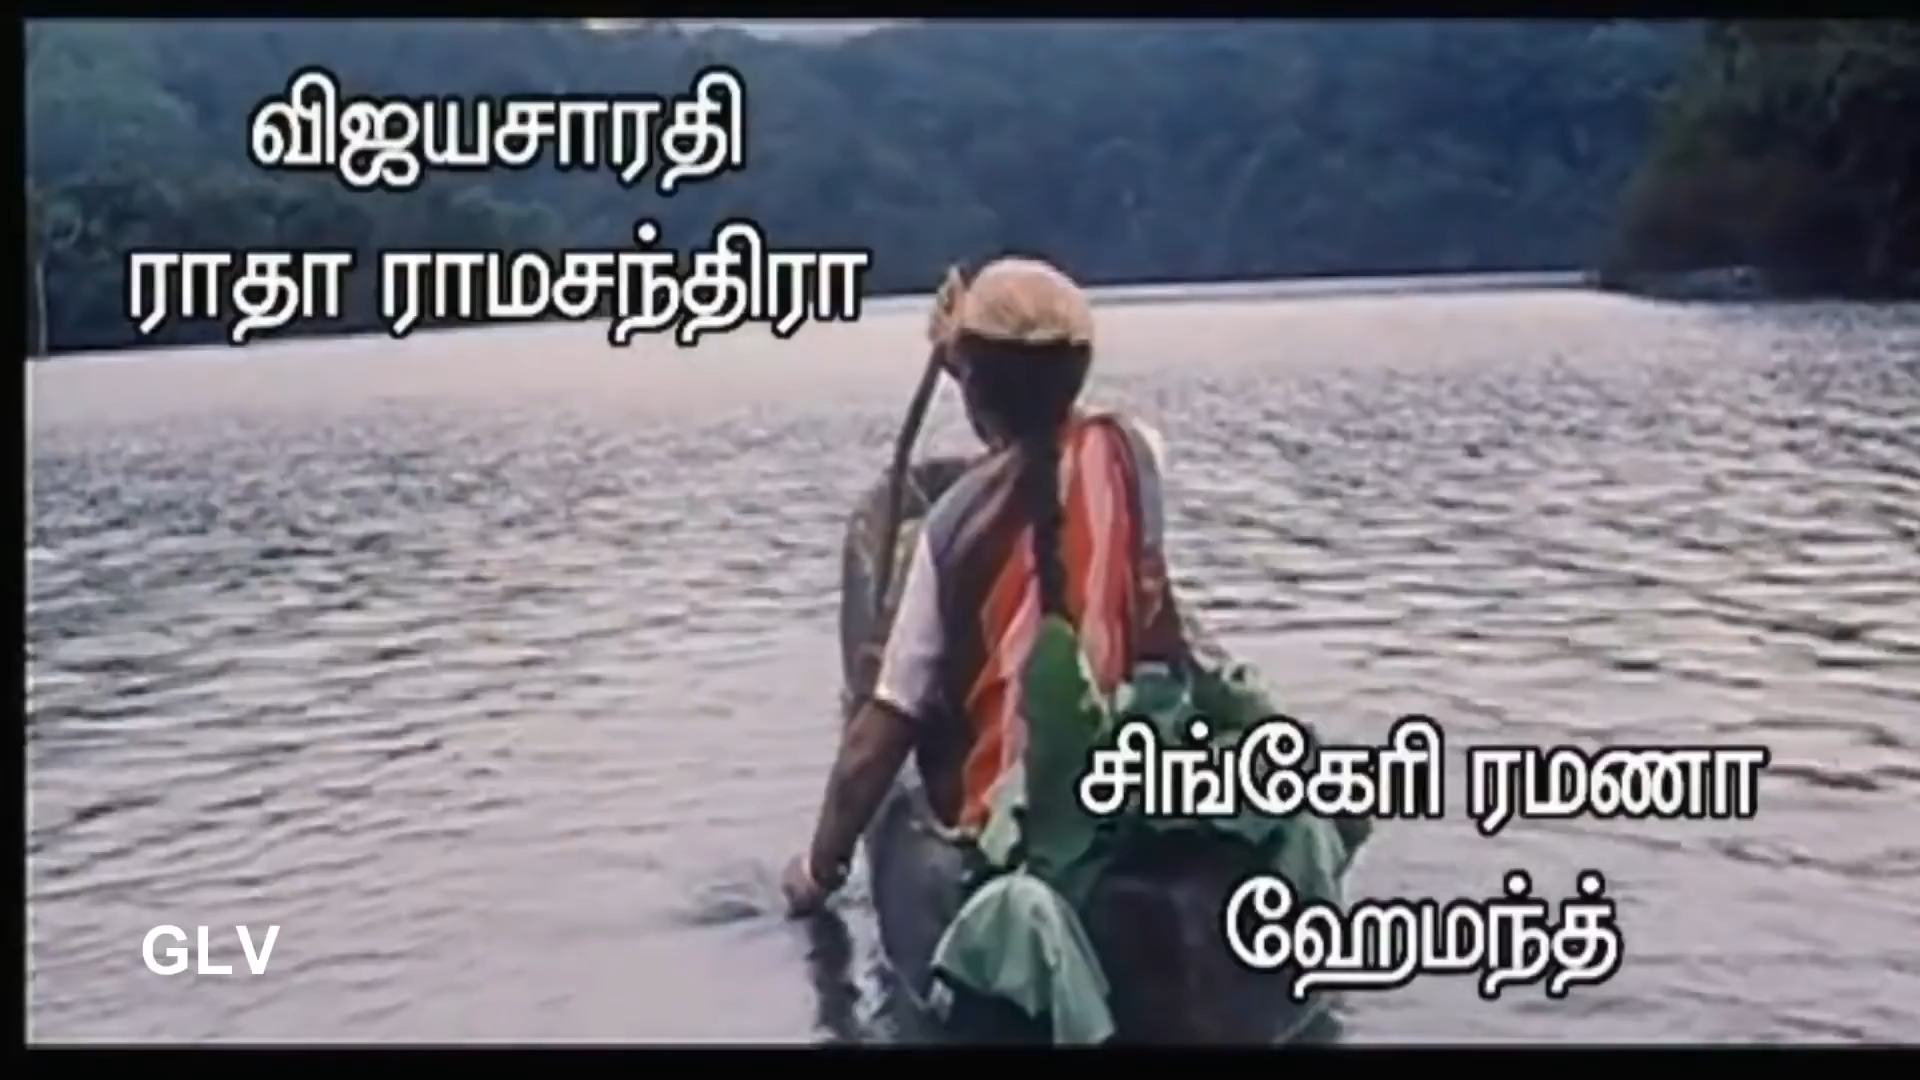 விஜயசாரதி
ராதா ராமசந்திரா
சிங்கேரி ரமணா
ஹேமந்த்
GLV